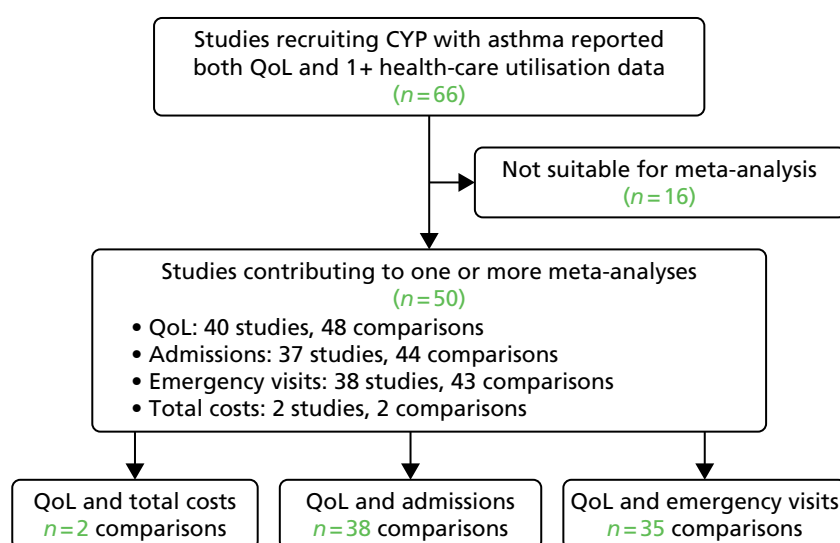 Studies recruiting CYP with asthma reported
both QoL and 1+ health-care utilisation data
(n=66)
Not suitable for meta-analysis
(n=16)
Studies contributing to one or more meta-analyses
(n=50)
• QoL: 40 studies, 48 comparisons
• Admissions: 37 studies, 44 comparisons
• Emergency visits: 38 studies, 43 comparisons
• Total costs: 2 studies, 2 comparisons
QoL and total costs
n=2 comparisons
QoL and admissions
n=38 comparisons
QoL and emergency visits
n=35 comparisons